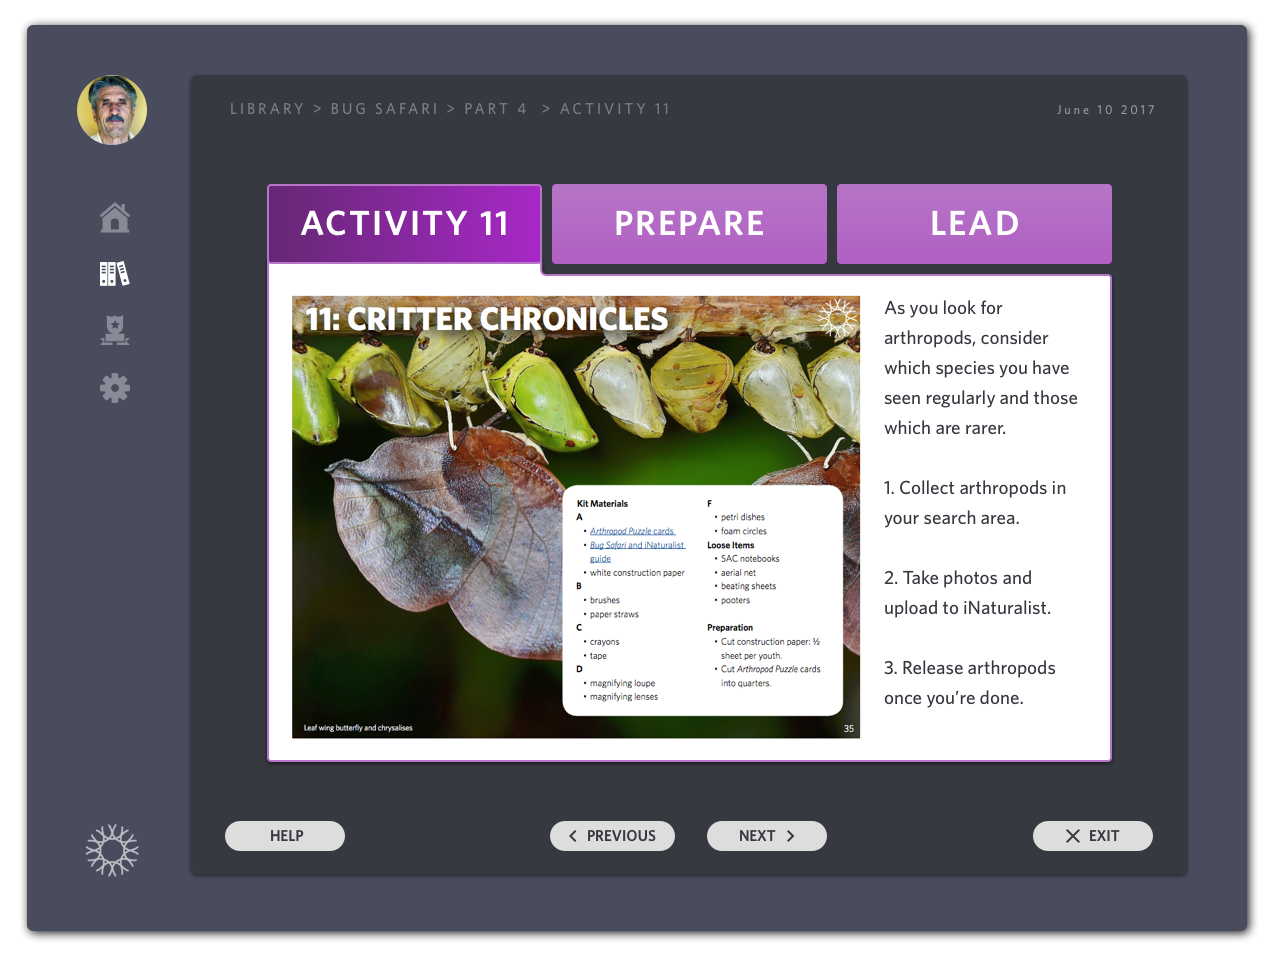 LIBRARY > BUG SAFARI > PART 4 > ACTIVITY 11
June 10 2017
ACTIVITY 11
PREPARE
LEAD
11: CRITTER CHRONICLES
Kit Materials
A
• Arthropod Puzzle cards
• Bug Safari and iNaturalist
guide
• white construction paper
B
• brushes
• paper straws
C
• crayons
• tape
D
• magnifying loupe
• magnifying lenses
F
• petri dishes
• foam circles
Loose Items
• SAC notebooks
• aerial net
• beating sheets
• pooters
Preparation
• Cut construction paper: ½
sheet per youth.
• Cut Arthropod Puzzle cards
into quarters.
Leaf wing butterfly and chrysalises
35
As you look for
arthropods, consider
which species you have
seen regularly and those
which are rarer.
1. Collect arthropods in
your search area.
2. Take photos and
upload to iNaturalist.
3. Release arthropods
once you’re done.
HELP
PREVIOUS
NEXT
EXIT